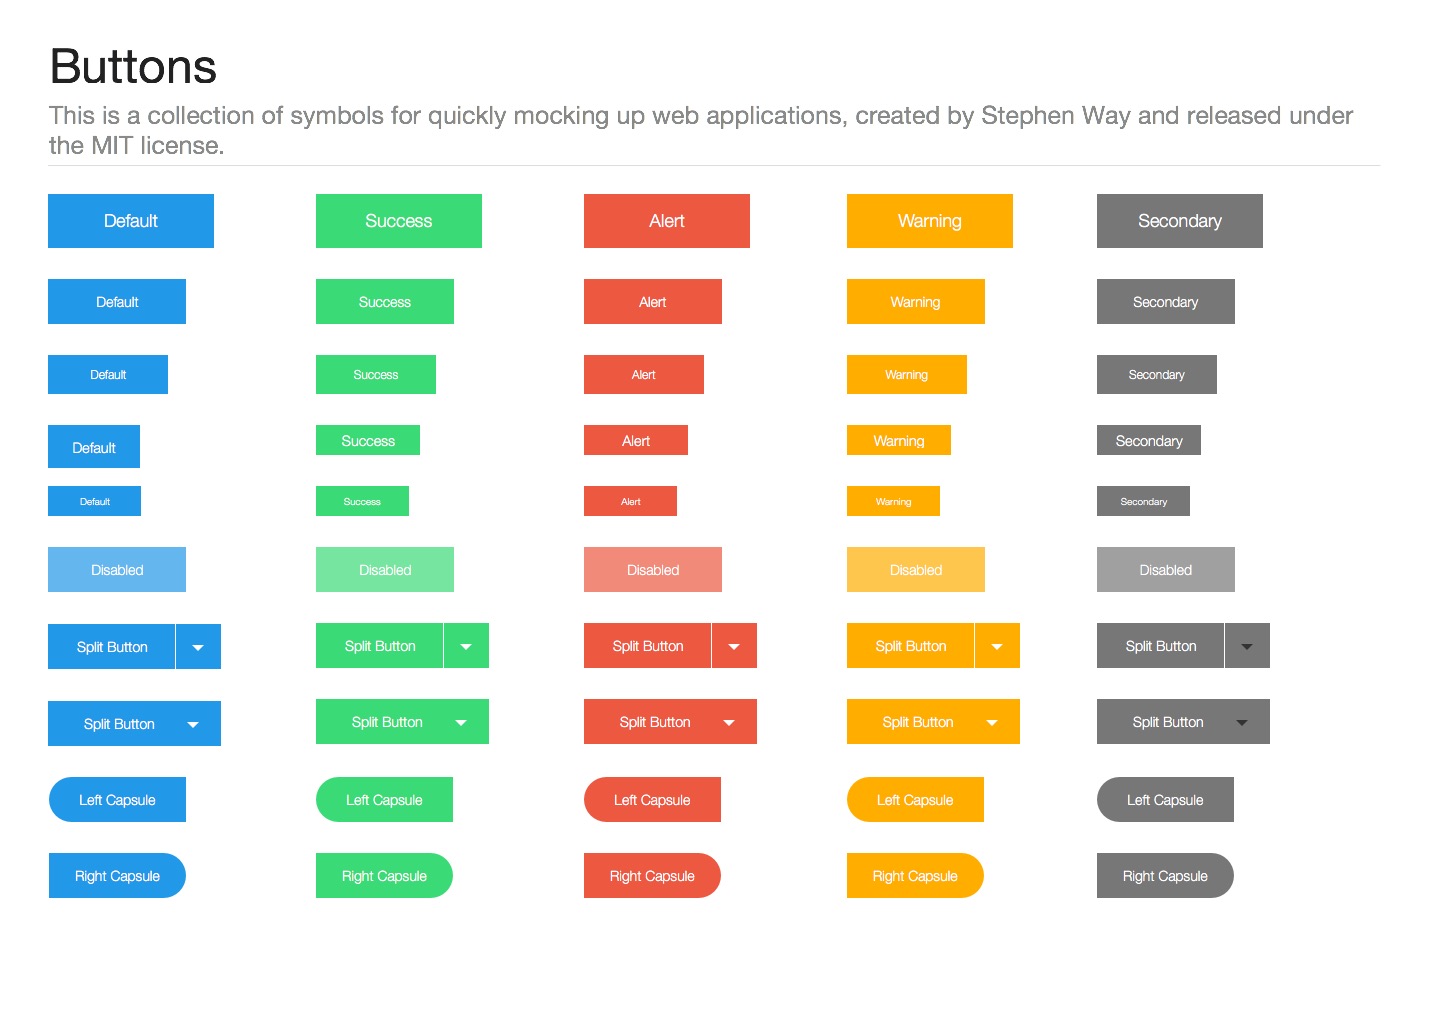 Buttons
This is a collection of symbols for quickly mocking up web applications, created by Stephen Way and released under
the MIT license.
Default Success Alert Warning Secondary
Default Success Alert Warning Secondary
Default Success Alert Warning Secondary
Default Success Alert Warning Secondary
Default Success Alert Warning Secondary
Disabled Disabled Disabled Disabled Disabled
Split Button Split Button Split Button Split Button Split Button
Split Button Split Button Split Button Split Button Split Button
Left Capsule Left Capsule Left Capsule Left Capsule Left Capsule
Right Capsule Right Capsule Right Capsule Right Capsule Right Capsule